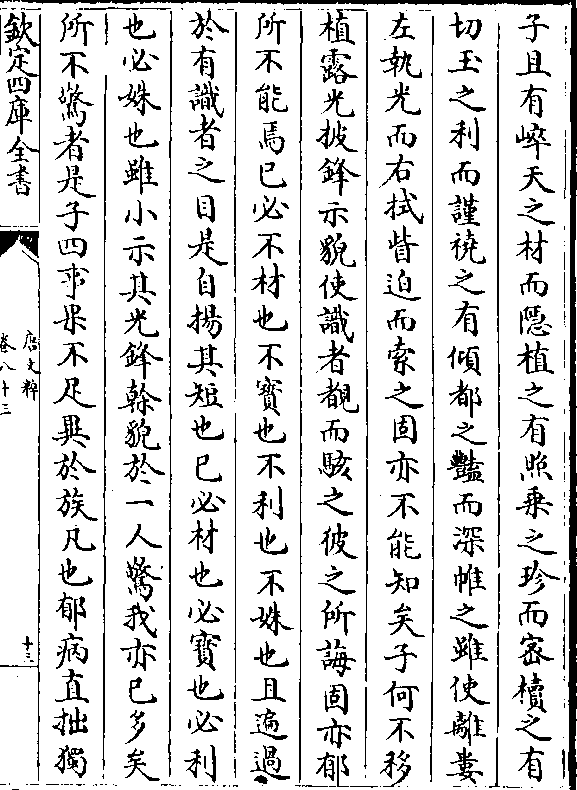 子且有崪天之材而隱植之有照乗之珍而宻櫝之有
切玉之利而謹襓之有傾都之豔而深帷之雖使離婁
左執光而右拭眥迫而索之固亦不能知矣子何不移
植露光披鋒示貌使識者覩而駭之彼之所誨固亦郁
所不能焉已必不材也不寳也不利也不姝也且遍過
於有識者之目是自揚其短也已必材也必寳也必利
也必姝也雖小示其光鋒榦貌於一人驚我亦已多矣
所不驚者是子四事果不足異於族凡也郁病直拙獨
欽定四庫全書
唐文粹
卷八十三
十三